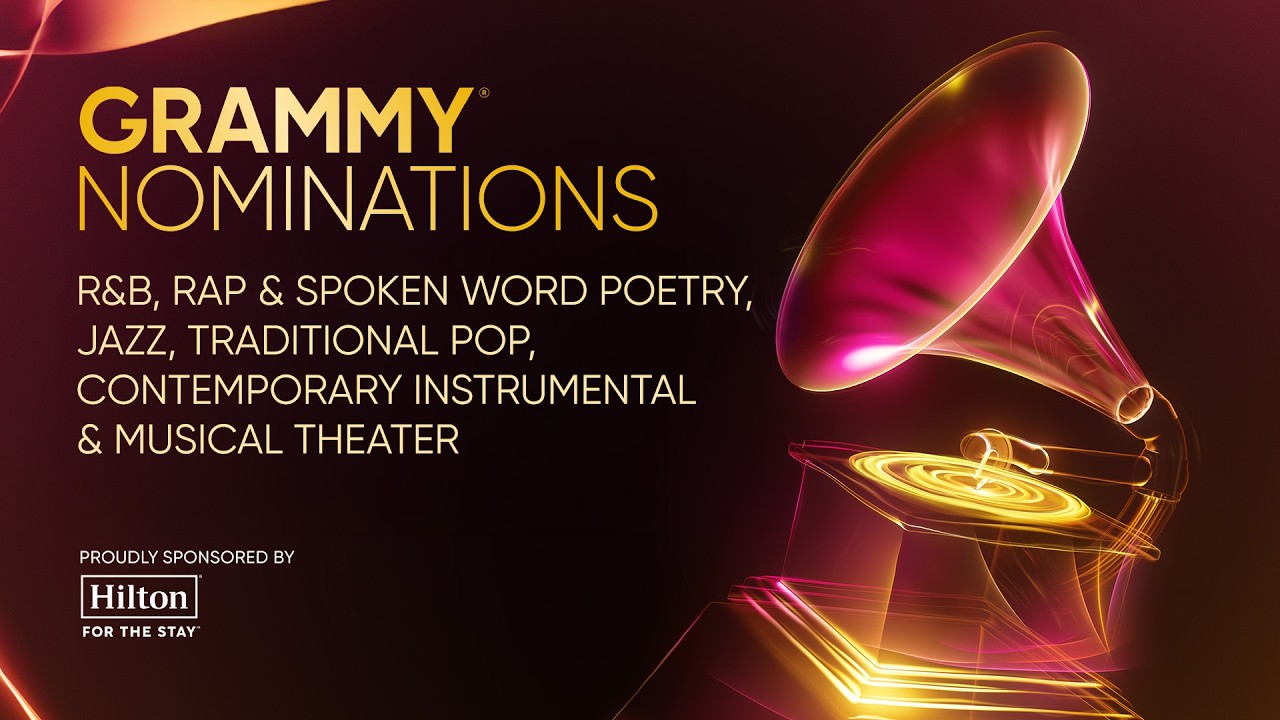 GRAMMY®
NOMINATIONS
R&B, RAP & SPOKEN WORD POETRY,
JAZZ, TRADITIONAL POP,
CONTEMPORARY INSTRUMENTAL
& MUSICAL THEATER
PROUDLY SPONSORED BY
Hilton
FOR THE STAY™